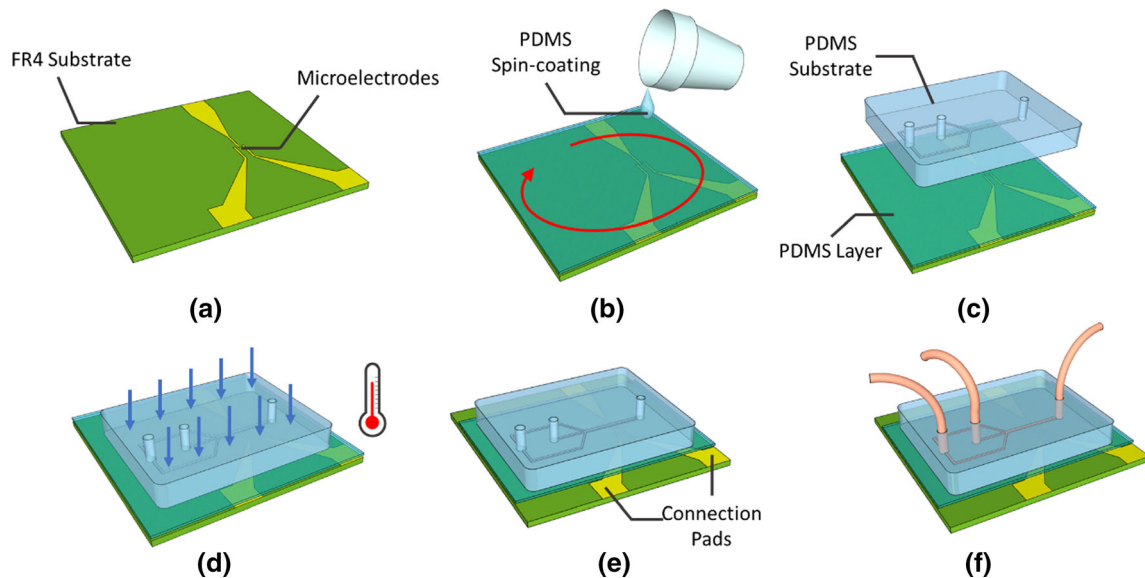 FR4 Substrate
Microelectrodes
(a)
PDMS
Spin-coating
(b)
PDMS
Substrate
PDMS Layer
(c)
(d)
Connection
Pads
(e)
(f)